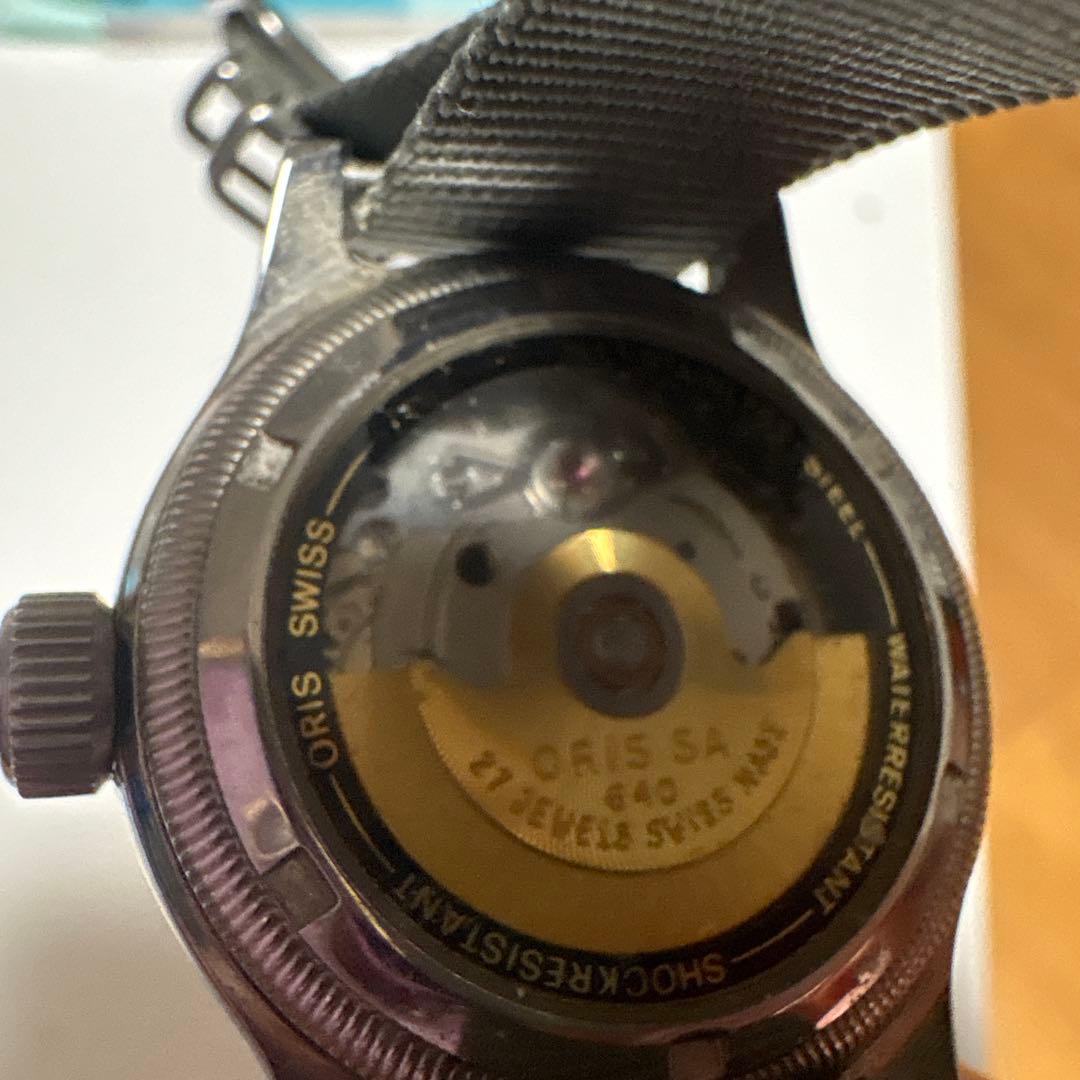 ORIS SWISS
STEEL
WATERRESISTANT
SHOCKRESISTANT
ORIS SA
640
27 JEWELS SWISS MADE